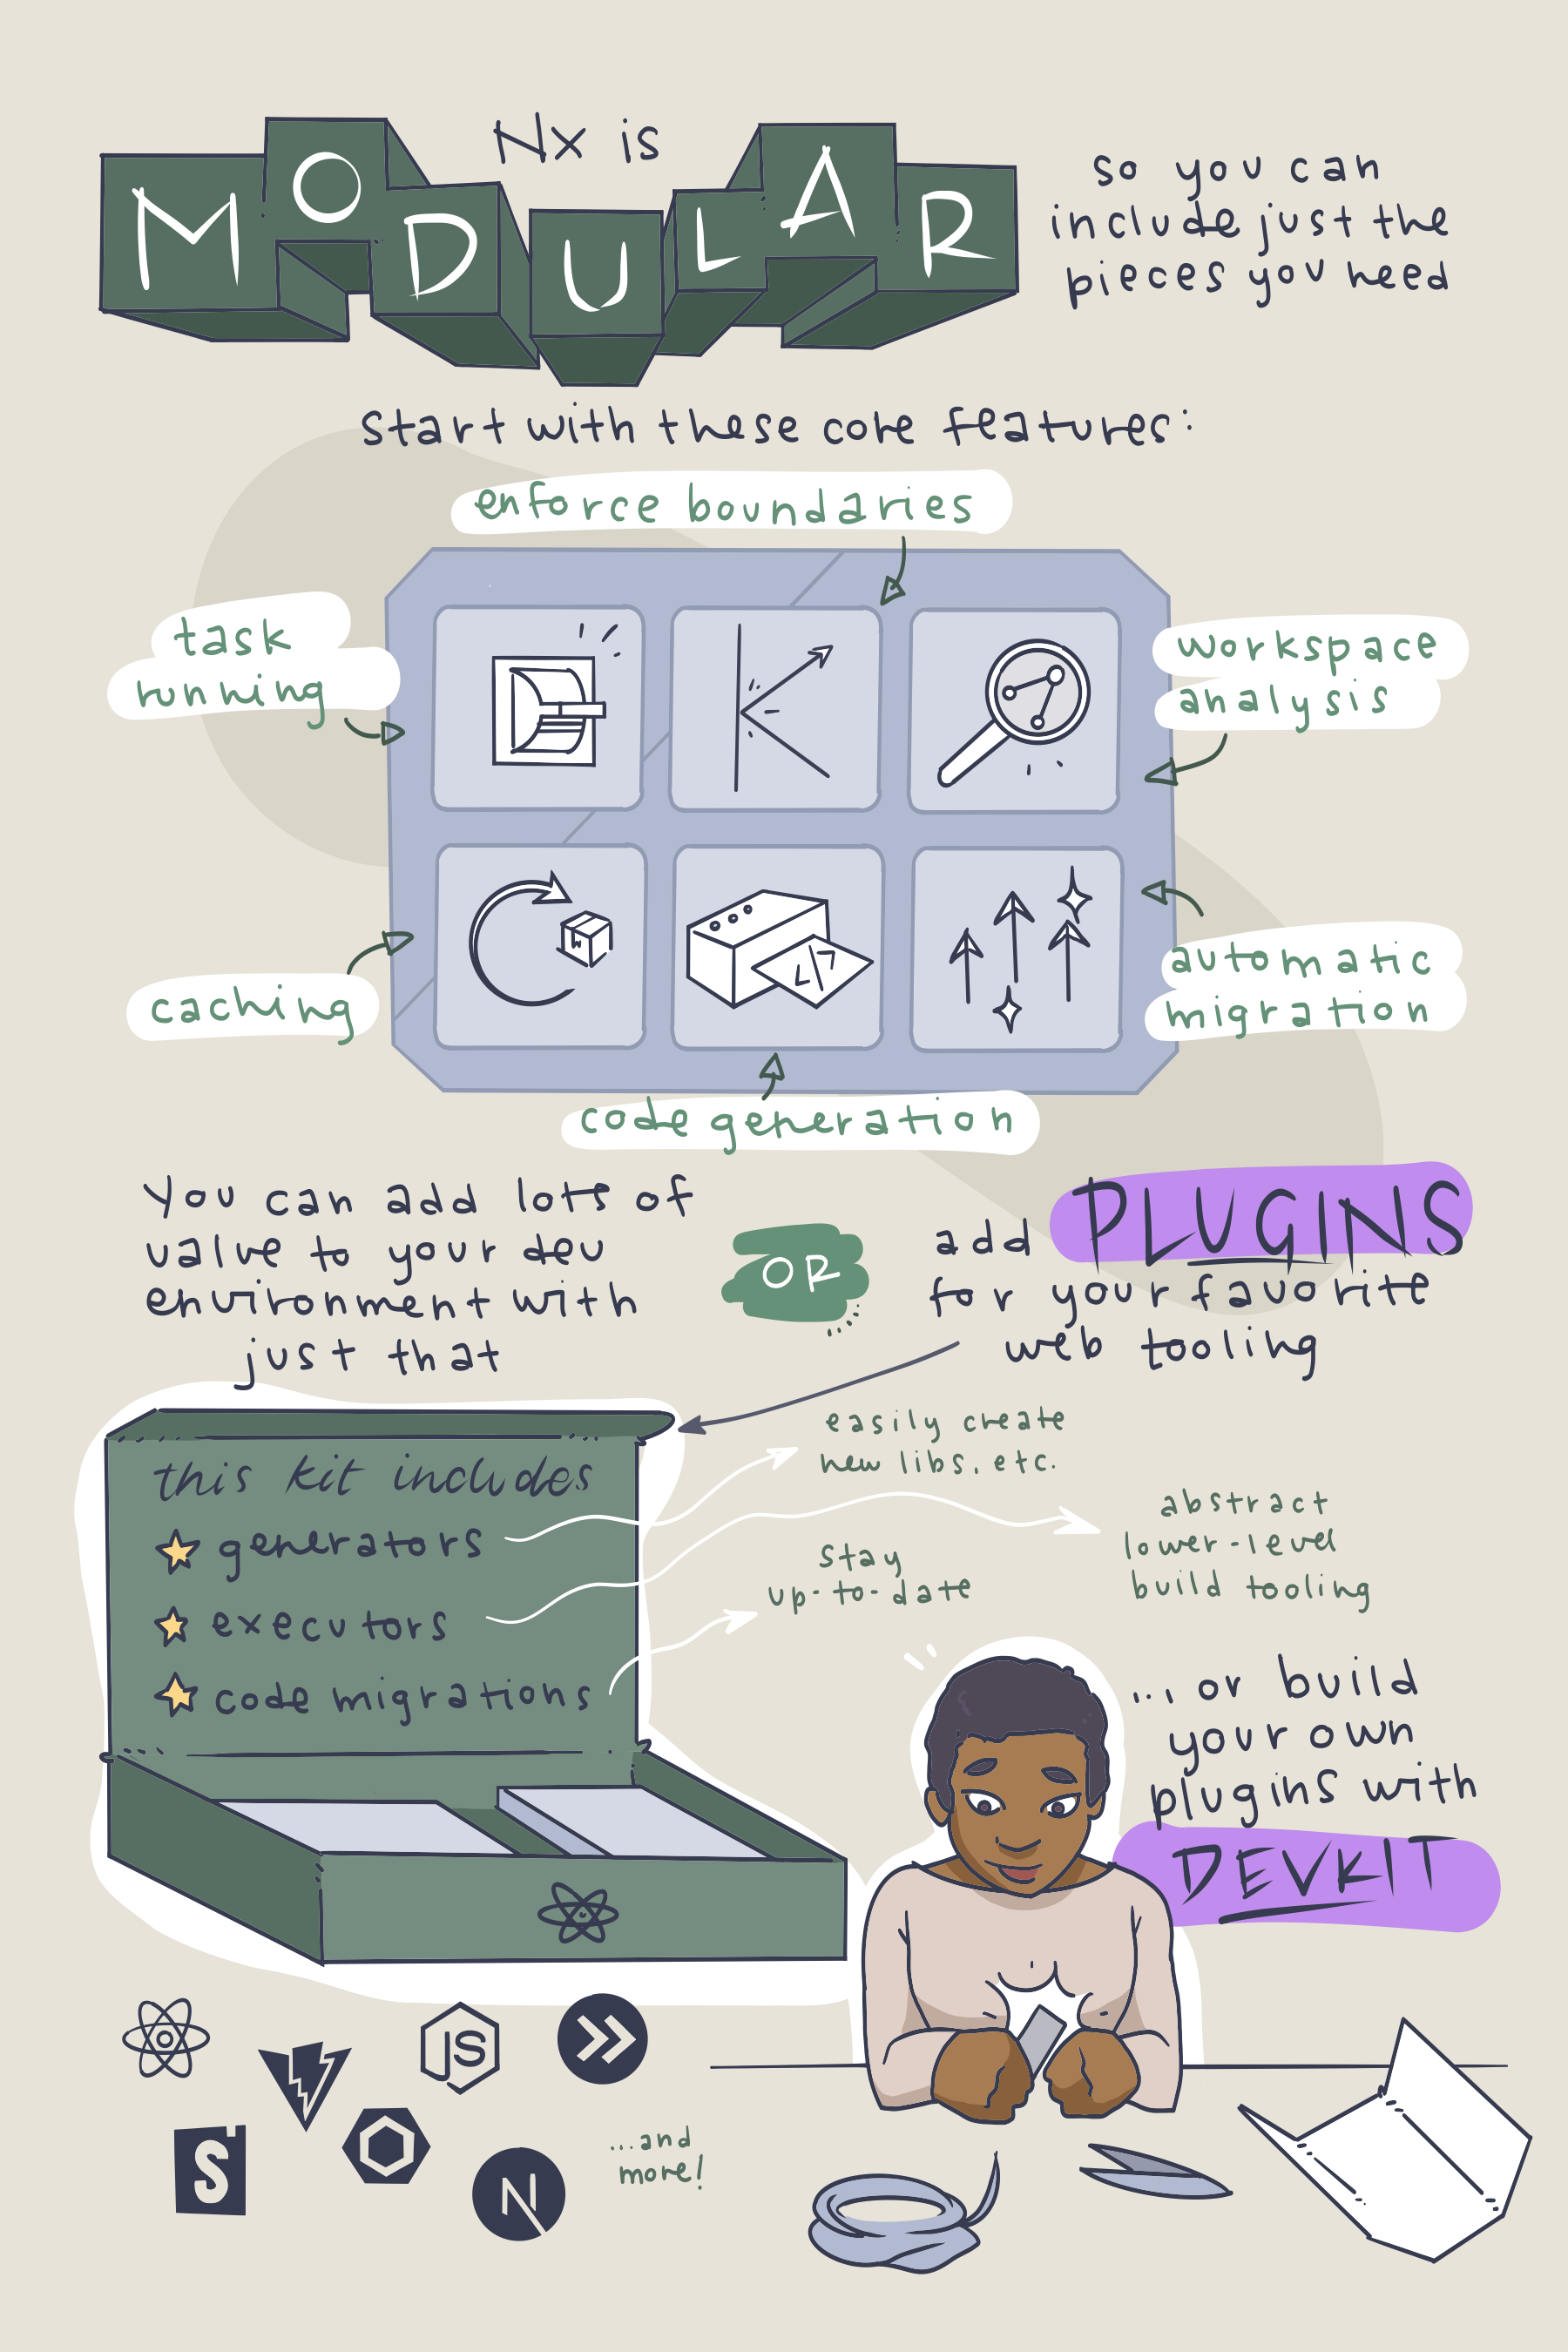 Nx is
MODULAR
so you can
include just the
pieces you need
start with these core features:
enforce boundaries
task
running
workspace
analysis
caching
automatic
migration
code generation
You can add lots of
value to your dev
environment with
just that
OR
add PLUGINS
for your favorite
web tooling
this kit includes
generators
executors
code migrations
easily create
new libs, etc.
abstract
lower-level
build tooling
stay
up-to-date
... or build
your own
plugins with
DEVKIT
JS
S
N
...and
more!